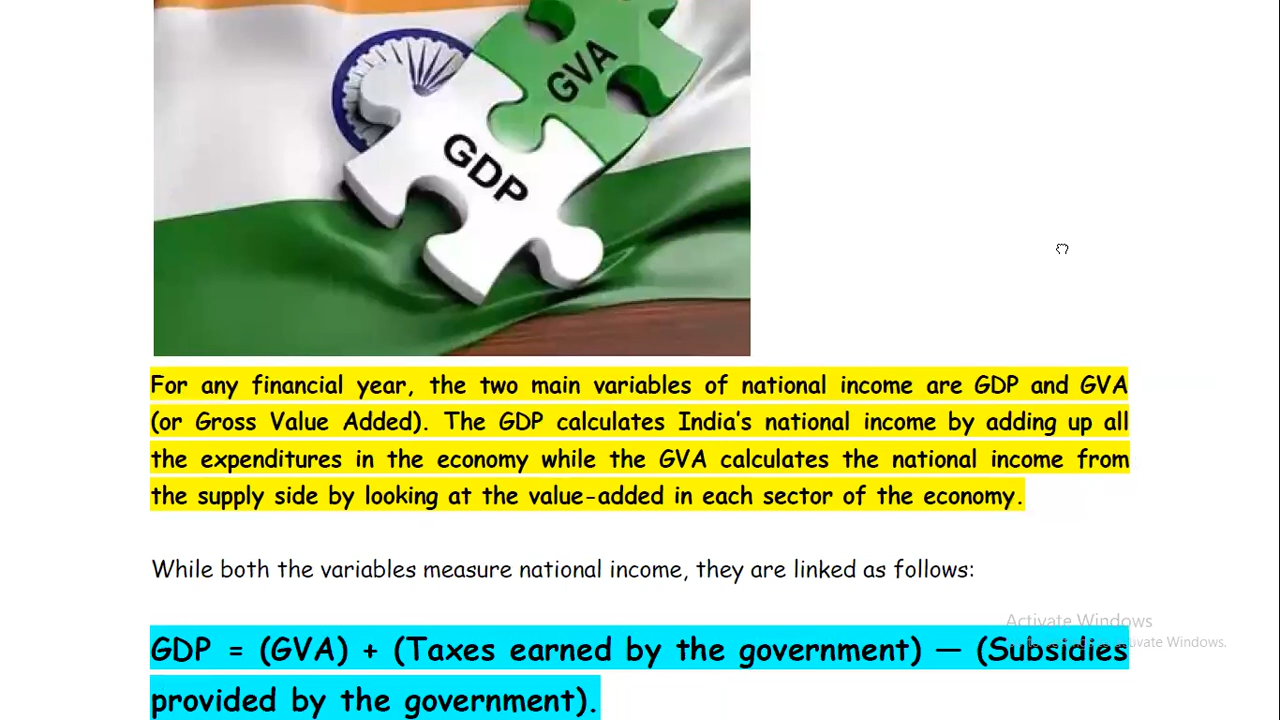 GVA
GDP
For any financial year, the two main variables of national income are GDP and GVA
(or Gross Value Added). The GDP calculates India's national income by adding up all
the expenditures in the economy while the GVA calculates the national income from
the supply side by looking at the value-added in each sector of the economy.
While both the variables measure national income, they are linked as follows:
Activate Windows
GDP = (GVA) + (Taxes earned by the government) — (Subsidies
provided by the government).